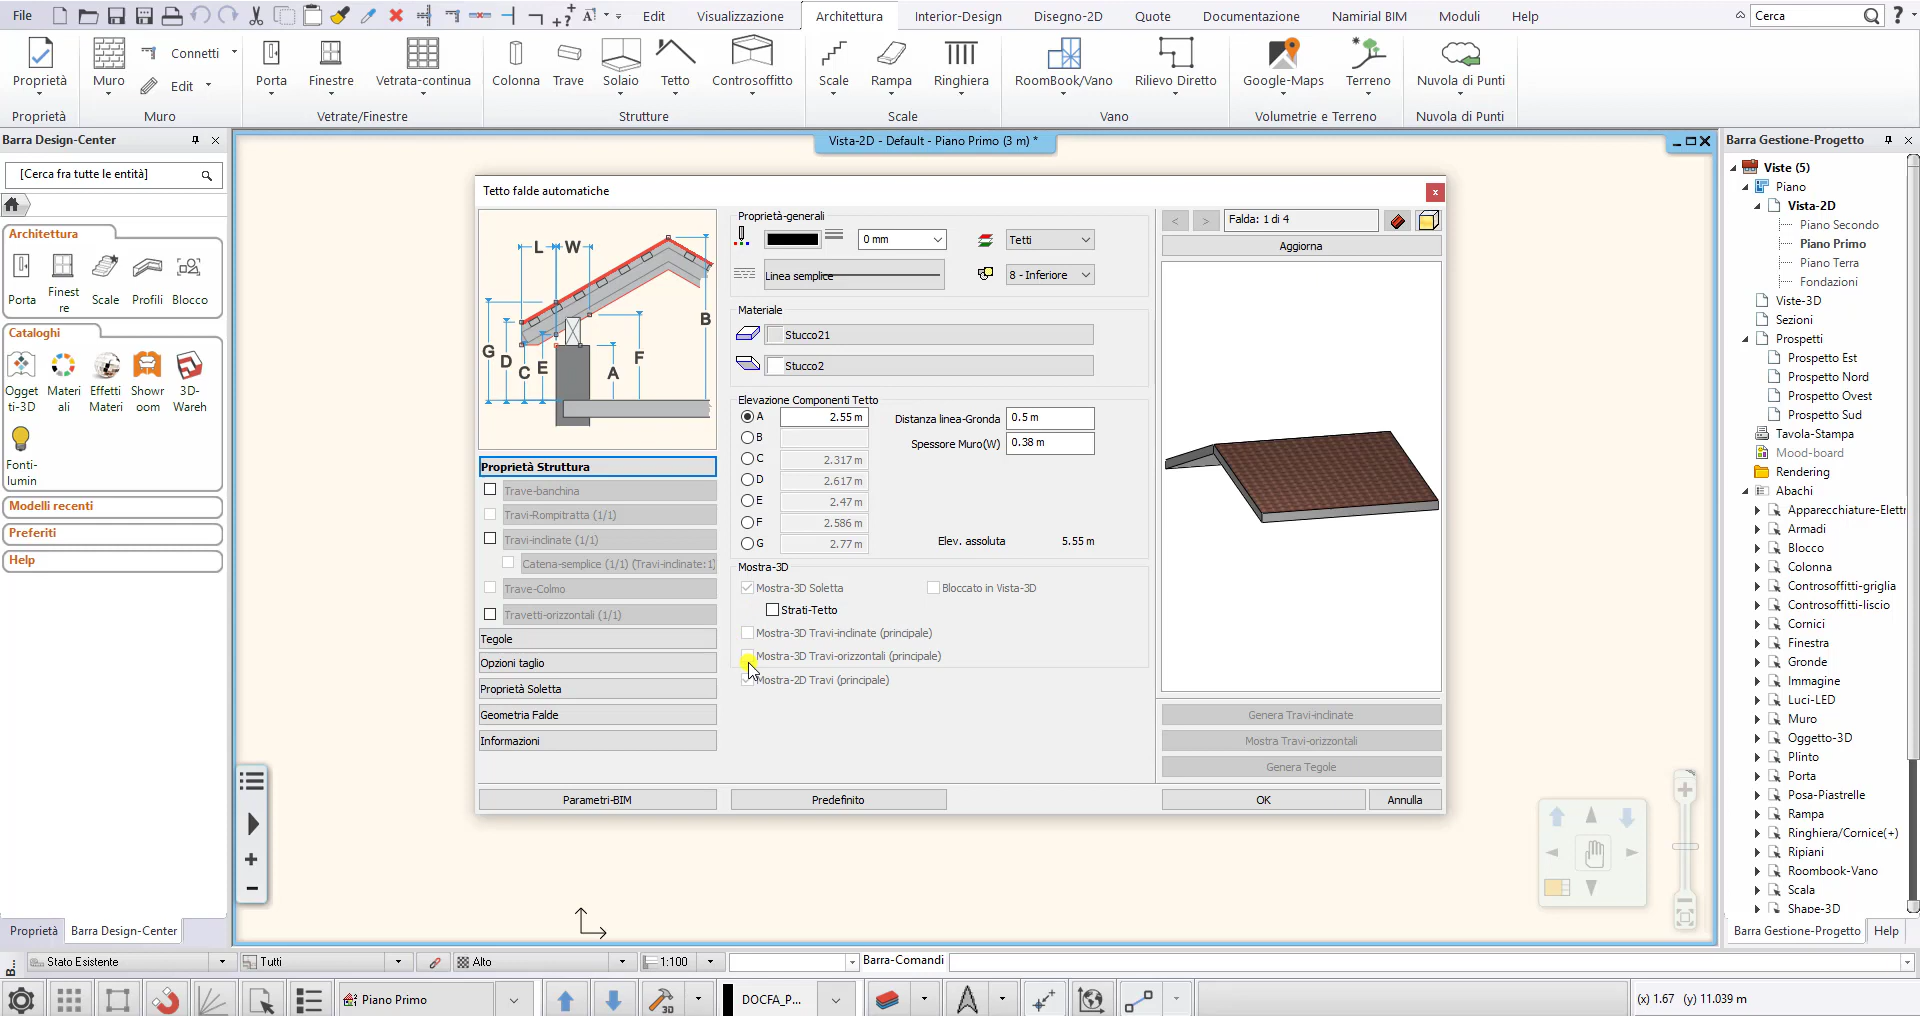 File
Edit
Visualizzazione
Architettura
Interior-Design
Disegno-2D
Quote
Documentazione
Namirial BIM
Moduli
Help
Cerca
Proprietà
Muro
Connetti
Edit
Porta
Finestre
Vetrata-continua
Colonna
Trave
Solaio
Tetto
Controsoffitto
Scale
Rampa
Ringhiera
RoomBook/Vano
Rilievo Diretto
Google-Maps
Terreno
Nuvola di Punti
Proprietà
Muro
Vetrate/Finestre
Strutture
Scale
Vano
Volumetrie e Terreno
Nuvola di Punti
Barra Design-Center
[Cerca fra tutte le entità]
Architettura
Porta
Finest
re
Scale
Profili
Blocco
Cataloghi
Ogget
ti-3D
Materi
ali
Effetti
Materi
Showr
oom
3D-
Wareh
Fonti-
lumin
Modelli recenti
Preferiti
Help
Proprietà
Barra Design-Center
Vista-2D - Default - Piano Primo (3 m) *
Tetto falde automatiche
L
W
B
G
D
C
E
F
A
Proprietà Struttura
Trave-banchina
Travi-Rompitratta (1/1)
Travi-inclinate (1/1)
Catena-semplice (1/1) (Travi-inclinate:1)
Trave-Colmo
Travetti-orizzontali (1/1)
Tegole
Opzioni taglio
Proprietà Soletta
Geometria Falde
Informazioni
Parametri-BIM
Proprietà-generali
0 mm
Tetti
Linea semplice
8 - Inferiore
Materiale
Stucco21
Stucco2
Elevazione Componenti Tetto
A
2.55 m
Distanza linea-Gronda
0.5 m
B
Spessore Muro(W)
0.38 m
C
2.317 m
D
2.617 m
E
2.47 m
F
2.586 m
G
2.77 m
Elev. assoluta
5.55 m
Mostra-3D
Mostra-3D Soletta
Bloccato in Vista-3D
Strati-Tetto
Mostra-3D Travi-inclinate (principale)
Mostra-3D Travi-orizzontali (principale)
Mostra-2D Travi (principale)
Predefinito
<
>
Falda: 1 di 4
Aggiorna
Genera Travi-inclinate
Mostra Travi-orizzontali
Genera Tegole
OK
Annulla
Barra Gestione-Progetto
Viste (5)
Piano
Vista-2D
Piano Secondo
Piano Primo
Piano Terra
Fondazioni
Viste-3D
Sezioni
Prospetti
Prospetto Est
Prospetto Nord
Prospetto Ovest
Prospetto Sud
Tavola-Stampa
Mood-board
Rendering
Abachi
Apparecchiature-Elettr
Armadi
Blocco
Colonna
Controsoffitti-griglia
Controsoffitti-liscio
Cornici
Finestra
Gronde
Immagine
Luci-LED
Muro
Oggetto-3D
Plinto
Porta
Posa-Piastrelle
Rampa
Ringhiera/Cornice(+)
Ripiani
Roombook-Vano
Scala
Shape-3D
Barra Gestione-Progetto
Help
B...
Stato Esistente
Tutti
Alto
1:100
Barra-Comandi
Piano Primo
3D
DOCFA_P...
(x) 1.67 (y) 11.039 m